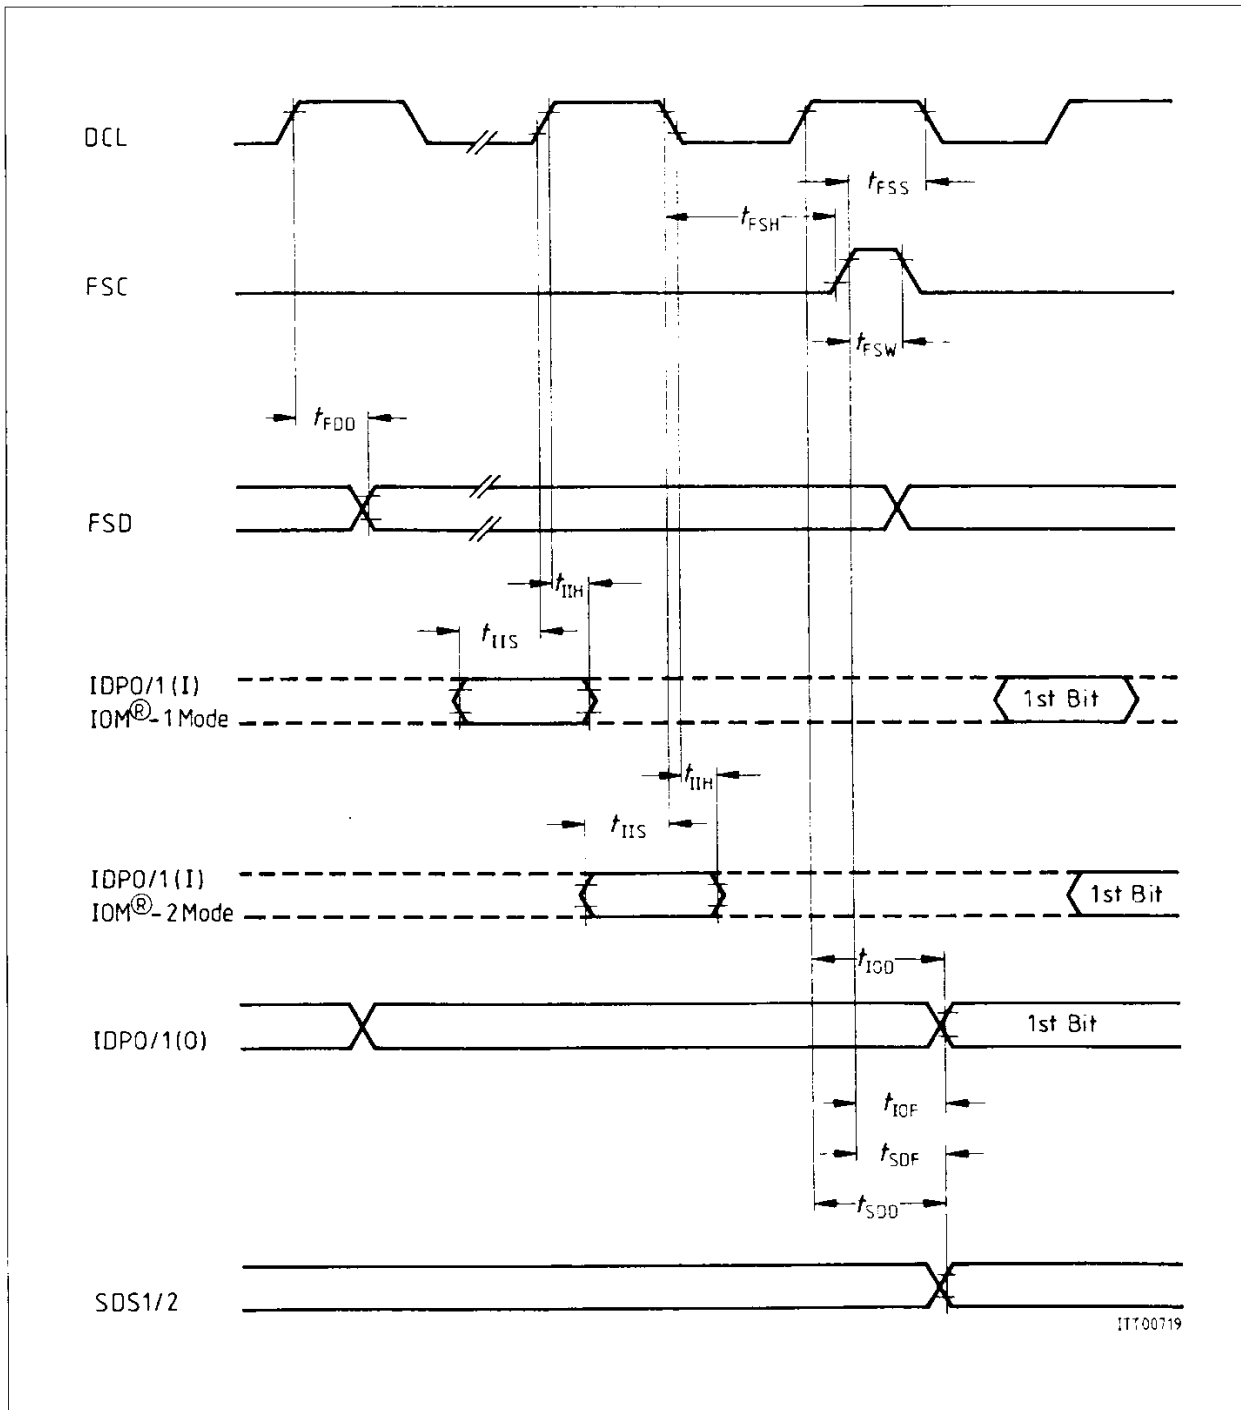 DCL
tFSS
tFSH
FSC
tFSW
tFDD
FSD
tIIH
tIIS
IDP0/1(I)
IOM®-1 Mode
1st Bit
tIIH
tIIS
IDP0/1(I)
IOM®-2 Mode
1st Bit
tIOD
IDP0/1(O)
1st Bit
tIOF
tSDF
tSDD
SDS1/2
ITT00719